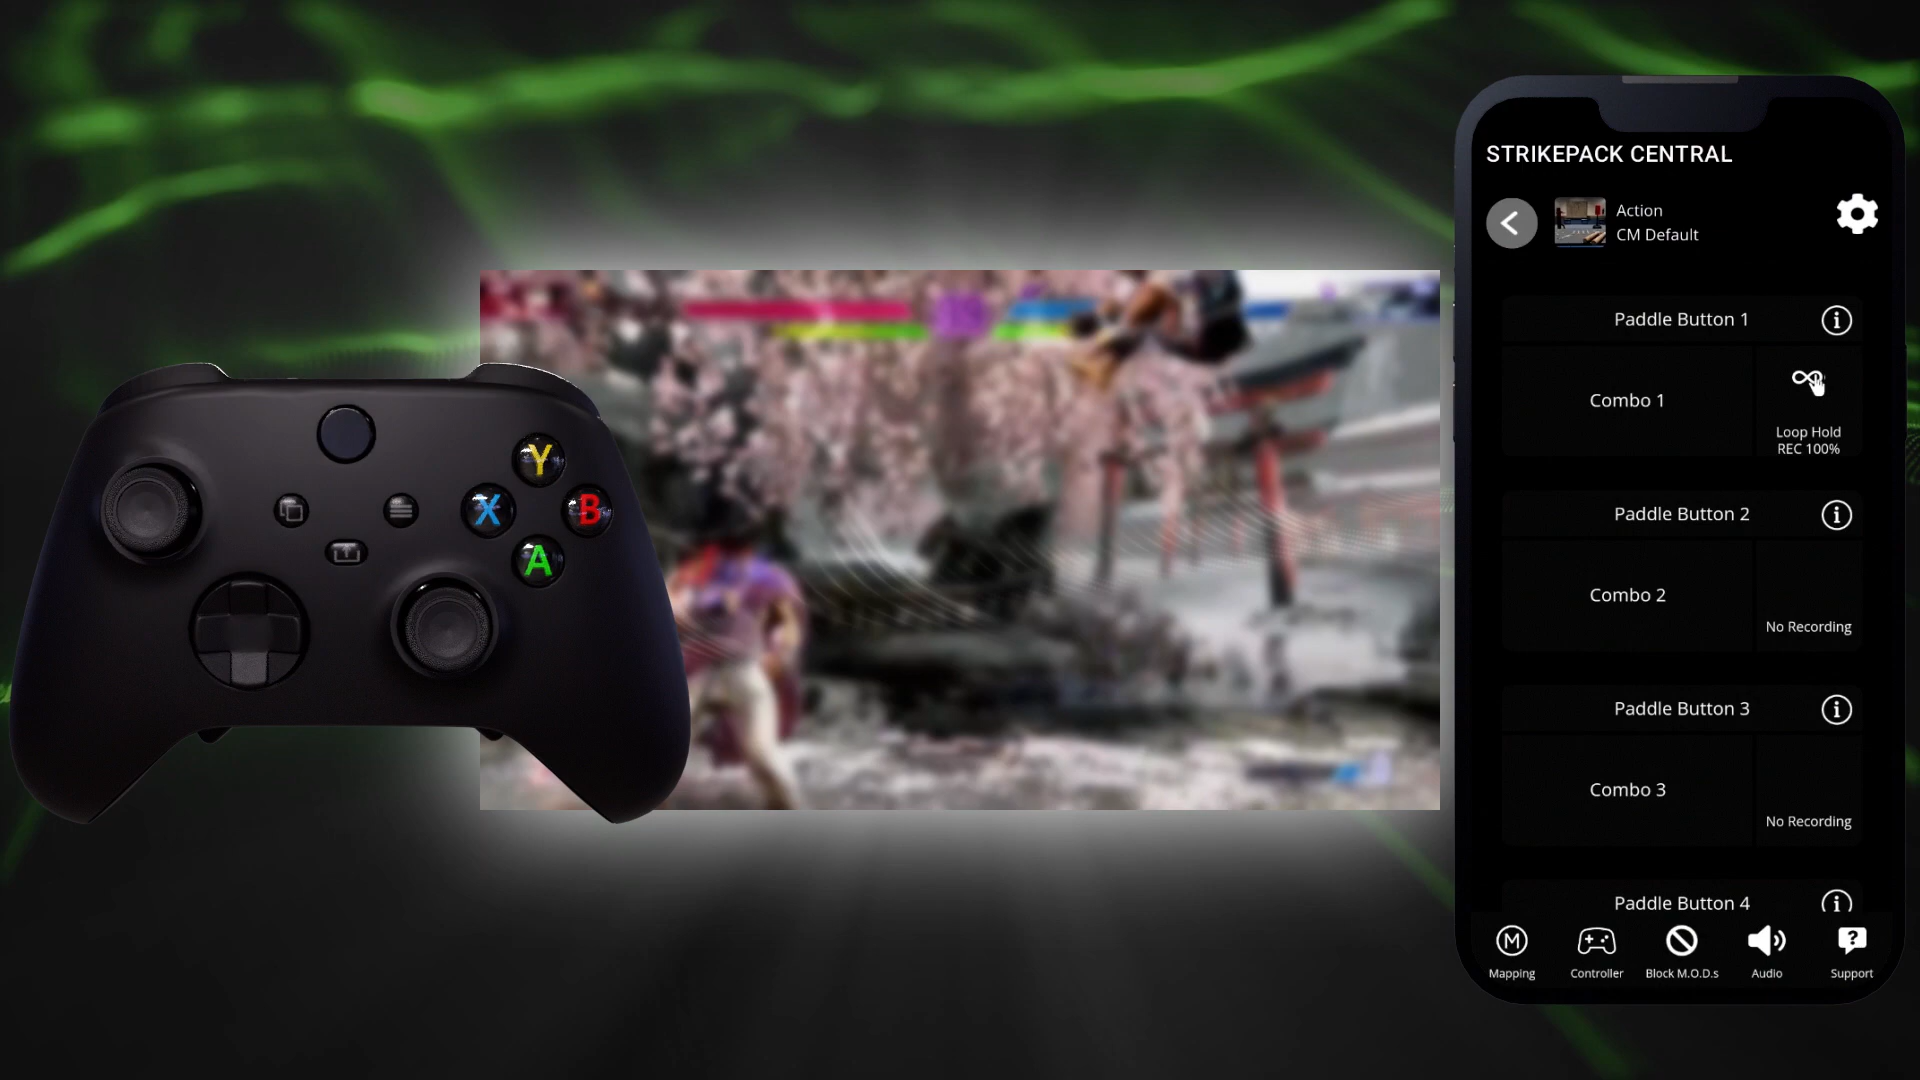 Y
X
B
A
STRIKEPACK CENTRAL
Action
CM Default
Paddle Button 1
Combo 1
Loop Hold
REC 100%
Paddle Button 2
Combo 2
No Recording
Paddle Button 3
Combo 3
No Recording
Paddle Button 4
M
Mapping
Controller
Block M.O.D.s
Audio
Support